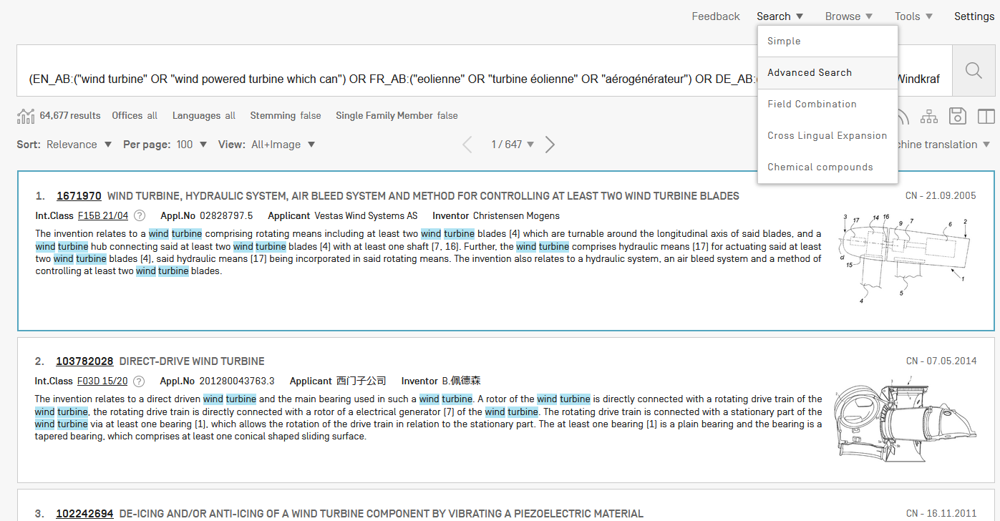 Feedback Search Browse Tools Settings
Simple
Advanced Search
Field Combination
Cross Lingual Expansion
Chemical compounds
(EN_AB:("wind turbine" OR "wind powered turbine which can") OR FR_AB:("eolienne" OR "turbine éolienne" OR "aérogénérateur") OR DE_AB:
64,677 results Offices all Languages all Stemming false Single Family Member false
Sort: Relevance Per page: 100 View: All+Image 1 / 647 translation
1. 1671970 WIND TURBINE, HYDRAULIC SYSTEM, AIR BLEED SYSTEM AND METHOD FOR CONTROLLING AT LEAST TWO WIND TURBINE BLADES CN - 21.09.2005
Int.Class F15B 21/04 ? Appl.No 02828797.5 Applicant Vestas Wind Systems AS Inventor Christensen Mogens
The invention relates to a wind turbine comprising rotating means including at least two wind turbine blades [4] which are turnable around the longitudinal axis of said blades, and a
wind turbine hub connecting said at least two wind turbine blades [4] with at least one shaft [7, 16]. Further, the wind turbine comprises hydraulic means [17] for actuating said at least
two wind turbine blades [4], said hydraulic means [17] being incorporated in said rotating means. The invention also relates to a hydraulic system, an air bleed system and a method of
controlling at least two wind turbine blades.
3 17 14 16 9 7 6 2
d
15
4 5 1
2. 103782028 DIRECT-DRIVE WIND TURBINE CN - 07.05.2014
Int.Class F03D 15/20 ? Appl.No 201280043763.3 Applicant 西门子公司 Inventor B.佩德森
The invention relates to a direct driven wind turbine and the main bearing used in such a wind turbine. A rotor of the wind turbine is directly connected with a rotating drive train of the
wind turbine, the rotating drive train is directly connected with a rotor of a electrical generator [7] of the wind turbine. The rotating drive train is connected with a stationary part of the
wind turbine via at least one bearing [1], which allows the rotation of the drive train in relation to the stationary part. The at least one bearing [1] is a plain bearing and the bearing is a
tapered bearing, which comprises at least one conical shaped sliding surface.
3. 102242694 DE-ICING AND/OR ANTI-ICING OF A WIND TURBINE COMPONENT BY VIBRATING A PIEZOELECTRIC MATERIAL CN - 16.11.2011